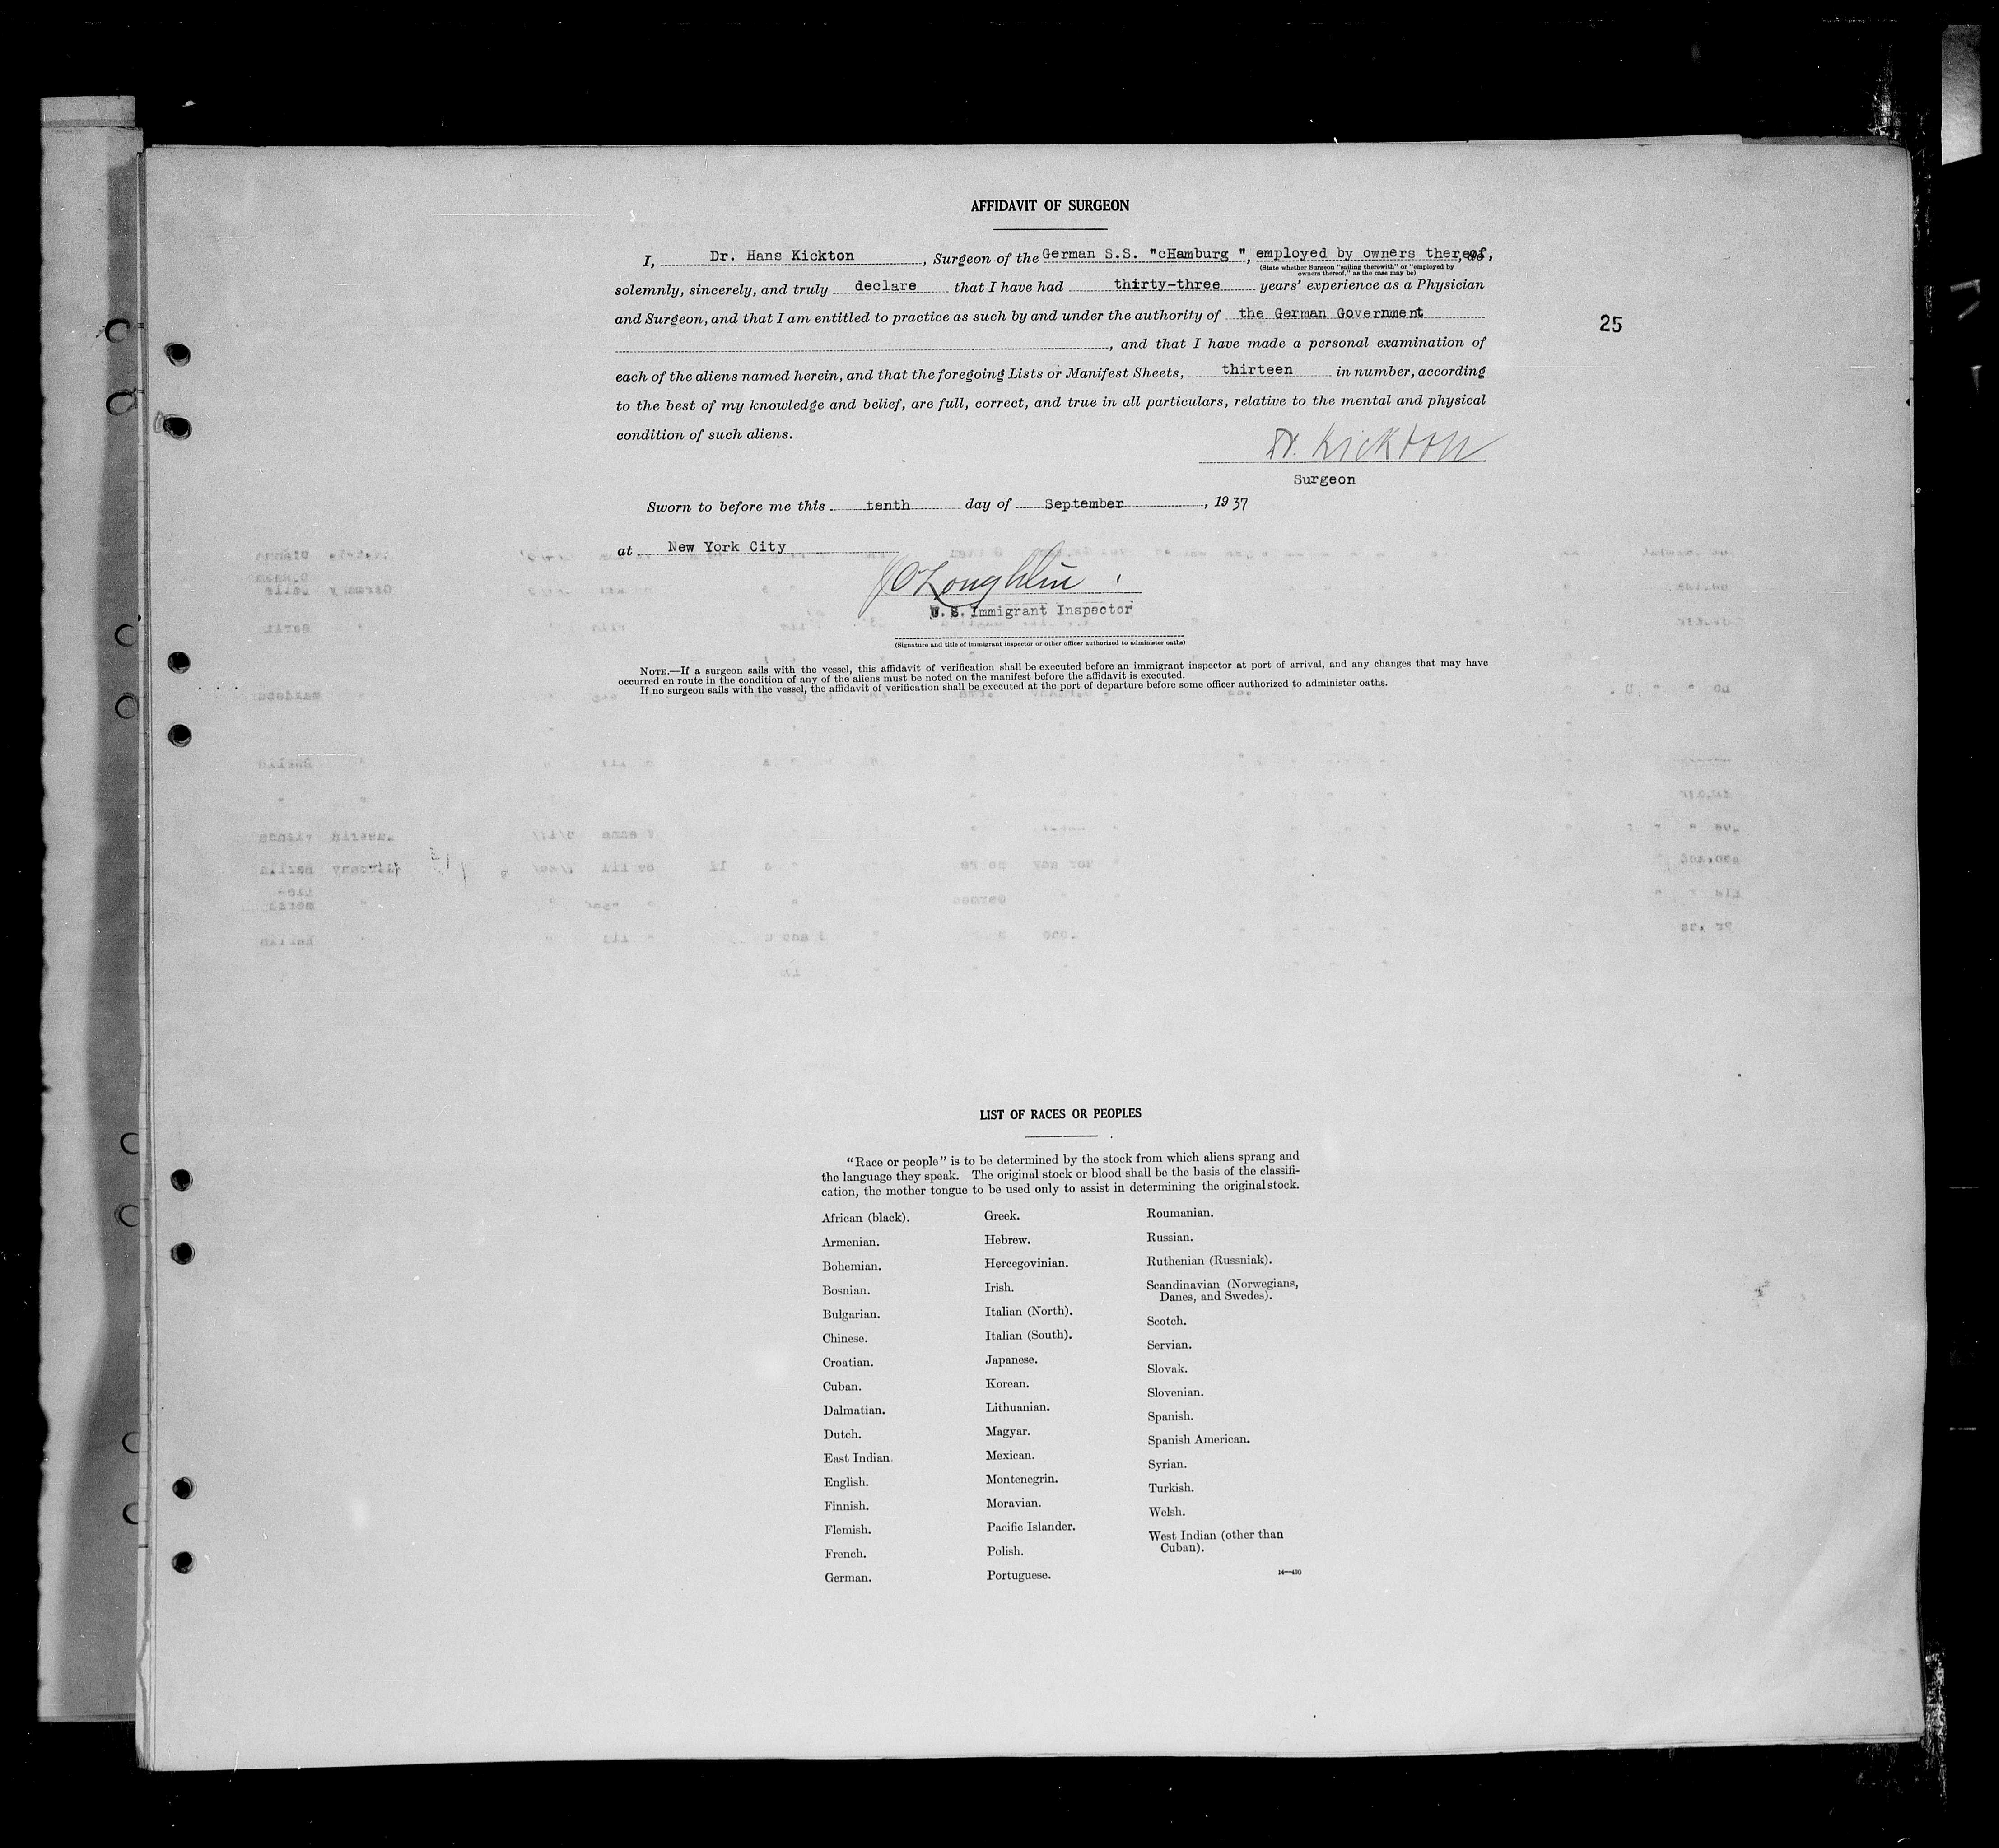 AFFIDAVIT OF SURGEON
I, Dr. Hans Kickton, Surgeon of the German S.S. "cHamburg ", employed by owners thereof,
(State whether Surgeon "sailing therewith" or "employed by
owners thereof," as the case may be)
solemnly, sincerely, and truly declare that I have had thirty-three years' experience as a Physician
and Surgeon, and that I am entitled to practice as such by and under the authority of the German Government
25
, and that I have made a personal examination of
each of the aliens named herein, and that the foregoing Lists or Manifest Sheets, thirteen in number, according
to the best of my knowledge and belief, are full, correct, and true in all particulars, relative to the mental and physical
condition of such aliens.
Dr. Kickton
Surgeon
Sworn to before me this tenth day of September, 1937
at New York City
O'Loughlin
U. S. Immigrant Inspector
(Signature and title of immigrant inspector or other officer authorized to administer oaths)
NOTE.—If a surgeon sails with the vessel, this affidavit of verification shall be executed before an immigrant inspector at port of arrival, and any changes that may have
occurred en route in the condition of any of the aliens must be noted on the manifest before the affidavit is executed.
If no surgeon sails with the vessel, the affidavit of verification shall be executed at the port of departure before some officer authorized to administer oaths.
LIST OF RACES OR PEOPLES
"Race or people" is to be determined by the stock from which aliens sprang and
the language they speak. The original stock or blood shall be the basis of the classifi-
cation, the mother tongue to be used only to assist in determining the original stock.
African (black).
Armenian.
Bohemian.
Bosnian.
Bulgarian.
Chinese.
Croatian.
Cuban.
Dalmatian.
Dutch.
East Indian.
English.
Finnish.
Flemish.
French.
German.
Greek.
Hebrew.
Hercegovinian.
Irish.
Italian (North).
Italian (South).
Japanese.
Korean.
Lithuanian.
Magyar.
Mexican.
Montenegrin.
Moravian.
Pacific Islander.
Polish.
Portuguese.
Roumanian.
Russian.
Ruthenian (Russniak).
Scandinavian (Norwegians,
Danes, and Swedes).
Scotch.
Servian.
Slovak.
Slovenian.
Spanish.
Spanish American.
Syrian.
Turkish.
Welsh.
West Indian (other than
Cuban).
14—430